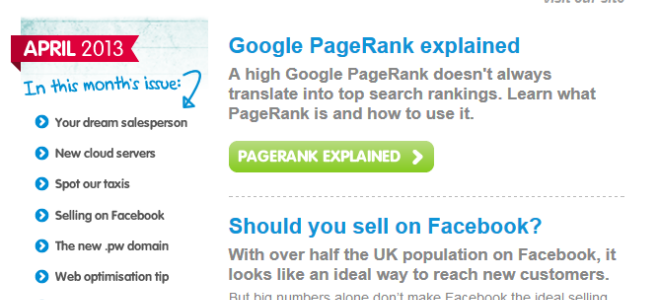 visit our site
APRIL 2013
In this month's issue:
Your dream salesperson
New cloud servers
Spot our taxis
Selling on Facebook
The new .pw domain
Web optimisation tip
Google PageRank explained
A high Google PageRank doesn't always
translate into top search rankings. Learn what
PageRank is and how to use it.
PAGERANK EXPLAINED
Should you sell on Facebook?
With over half the UK population on Facebook, it
looks like an ideal way to reach new customers.
But big numbers alone don't make Facebook the ideal selling